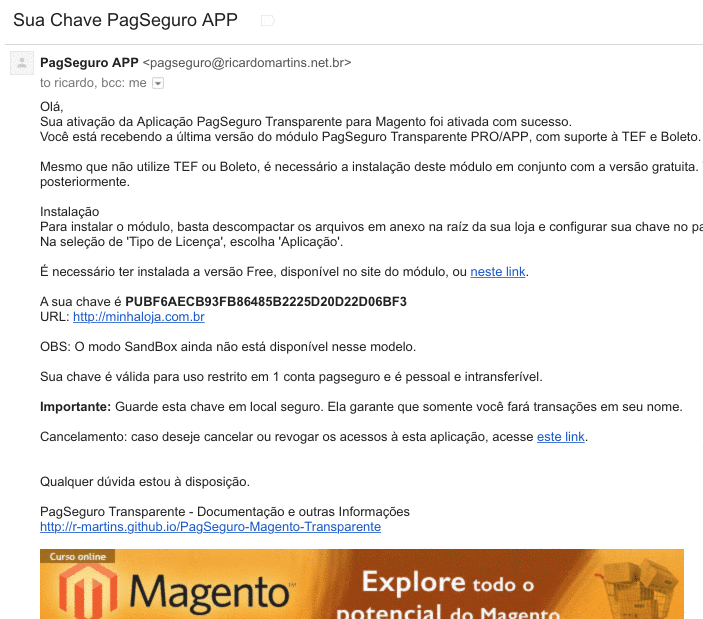 Sua Chave PagSeguro APP
PagSeguro APP <pagseguro@ricardomartins.net.br>
to ricardo, bcc: me
Olá,
Sua ativação da Aplicação PagSeguro Transparente para Magento foi ativada com sucesso.
Você está recebendo a última versão do módulo PagSeguro Transparente PRO/APP, com suporte à TEF e Boleto.
Mesmo que não utilize TEF ou Boleto, é necessário a instalação deste módulo em conjunto com a versão gratuita.
posteriormente.
Instalação
Para instalar o módulo, basta descompactar os arquivos em anexo na raíz da sua loja e configurar sua chave no
Na seleção de 'Tipo de Licença', escolha 'Aplicação'.
É necessário ter instalada a versão Free, disponível no site do módulo, ou neste link.
A sua chave é PUBF6AECB93FB86485B2225D20D22D06BF3
URL: http://minhaloja.com.br
OBS: O modo SandBox ainda não está disponível nesse modelo.
Sua chave é válida para uso restrito em 1 conta pagseguro e é pessoal e intransferível.
Importante: Guarde esta chave em local seguro. Ela garante que somente você fará transações em seu nome.
Cancelamento: caso deseje cancelar ou revogar os acessos à esta aplicação, acesse este link.
Qualquer dúvida estou à disposição.
PagSeguro Transparente - Documentação e outras Informações
http://r-martins.github.io/PagSeguro-Magento-Transparente
Curso online
Magento™
Explore todo o
potencial do Magento